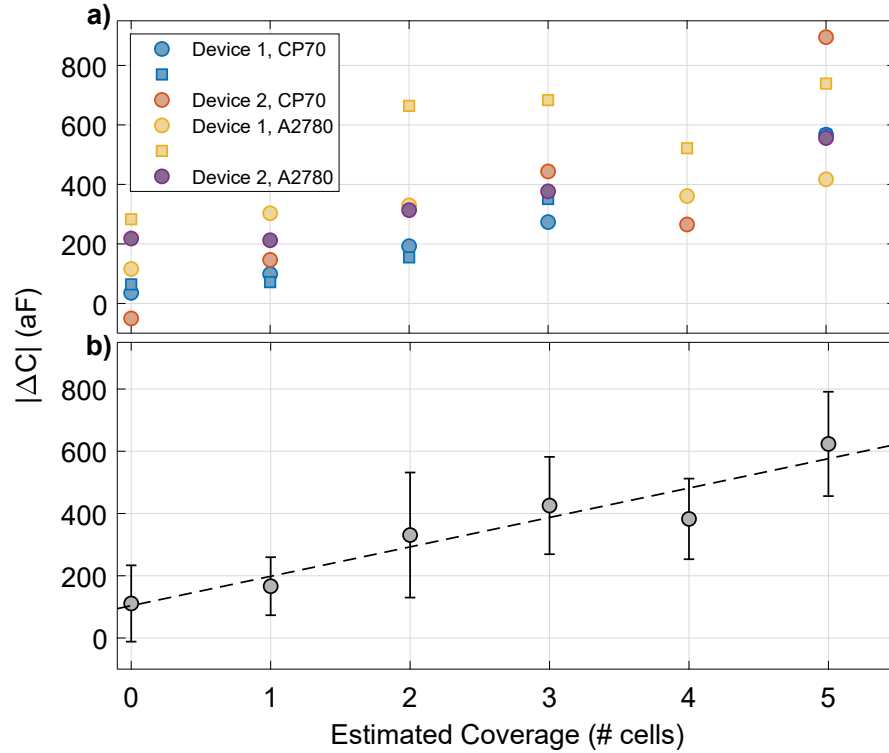 a)
Device 1, CP70
Device 2, CP70
Device 1, A2780
Device 2, A2780
800
600
400
200
0
|ΔC| (aF)
b)
800
600
400
200
0
0 1 2 3 4 5
Estimated Coverage (# cells)